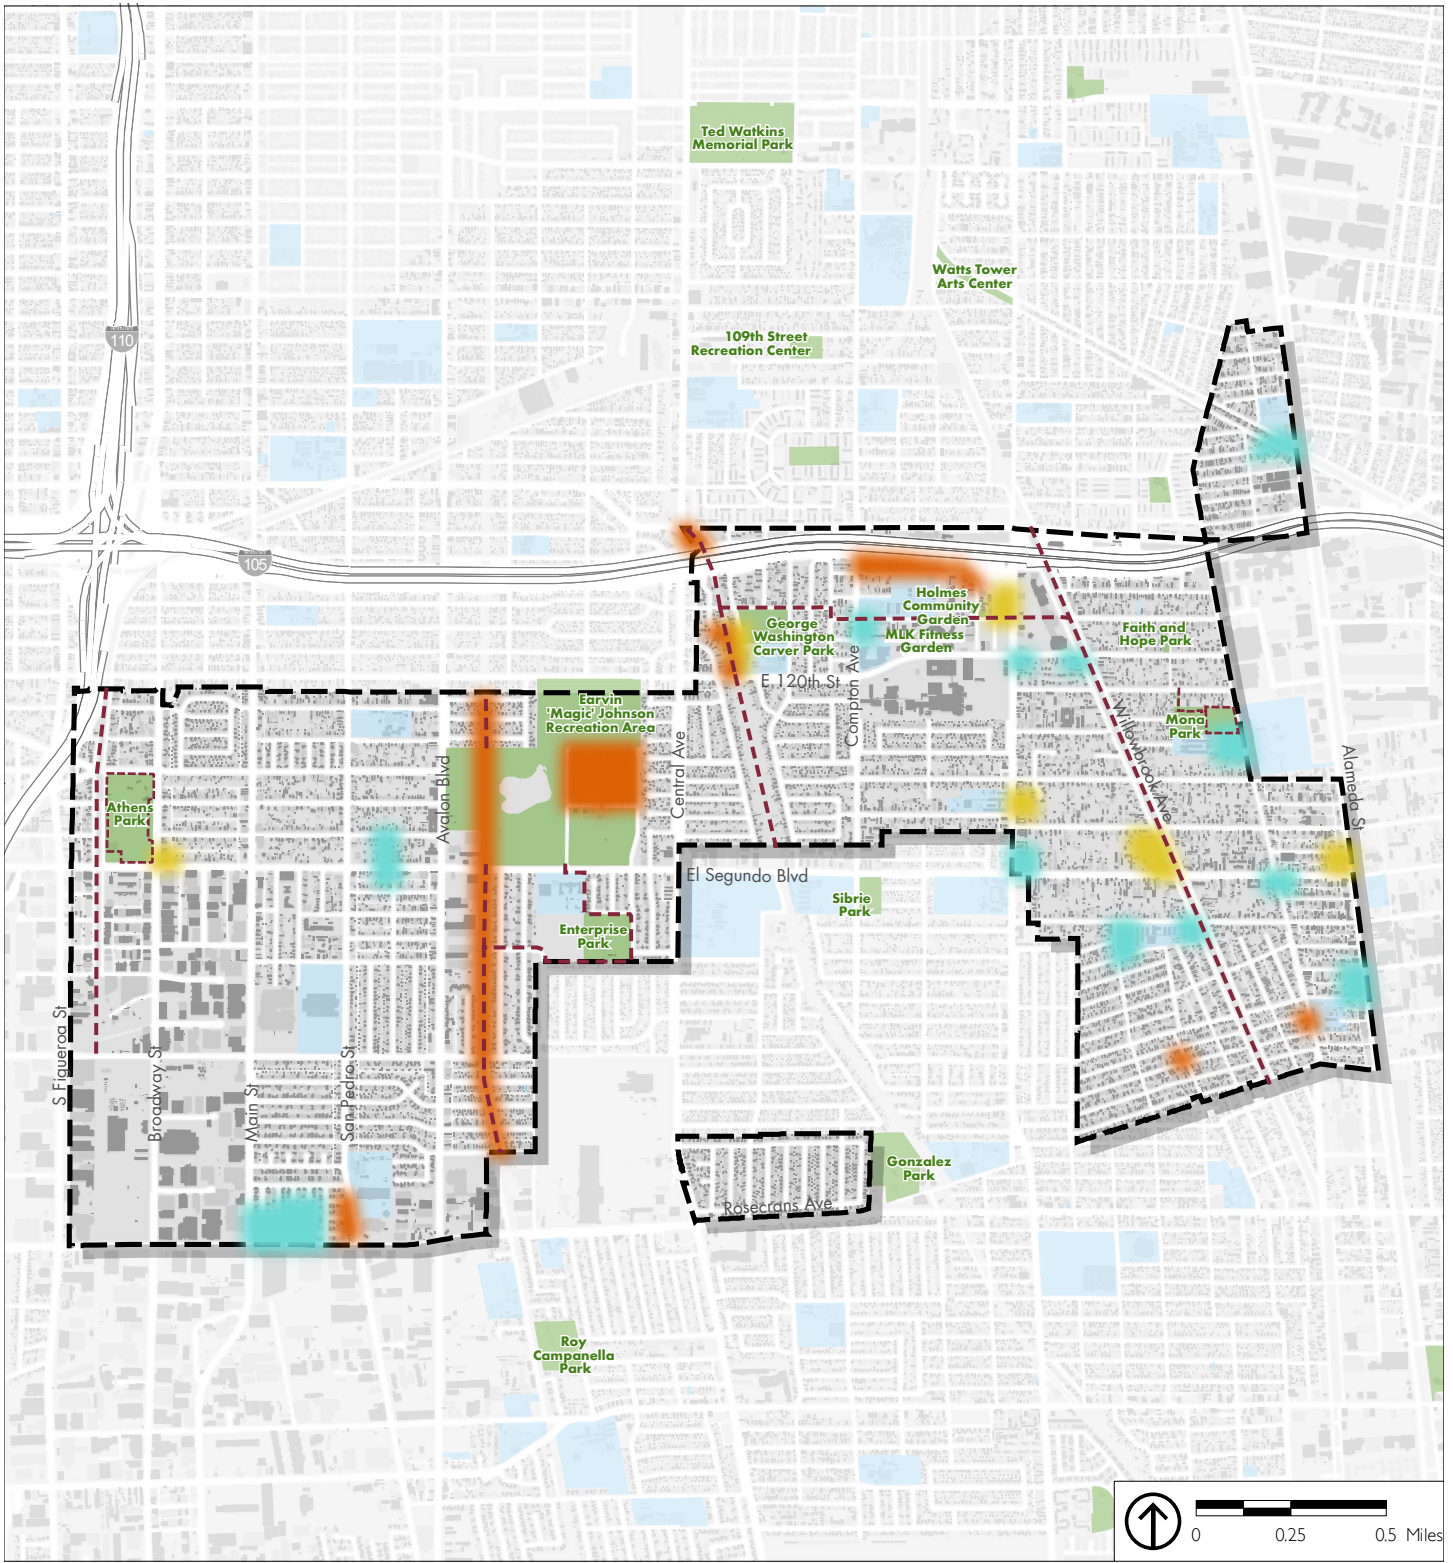 Ted Watkins
Memorial Park
Watts Tower
Arts Center
109th Street
Recreation Center
110
105
Holmes
Community
Garden
George
Washington
Carver Park
MLK Fitness
Garden
Faith and
Hope Park
E 120th St
Compton Ave
Earvin
'Magic' Johnson
Recreation Area
Mona
Park
Willowbrook Ave
Central Ave
Avalon Blvd
Alameda St
Athens
Park
El Segundo Blvd
Sibrie
Park
Enterprise
Park
S Figueroa St
Broadway St
Main St
San Pedro St
Gonzalez
Park
Rosecrans Ave
Roy
Campanella
Park
0 0.25 0.5 Miles